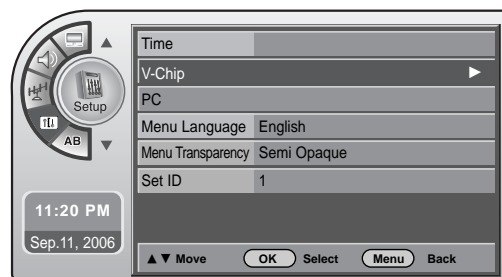 Setup
AB
11:20 PM
Sep.11, 2006
Time
V-Chip
PC
Menu Language English
Menu Transparency Semi Opaque
Set ID 1
▲▼ Move OK Select Menu Back